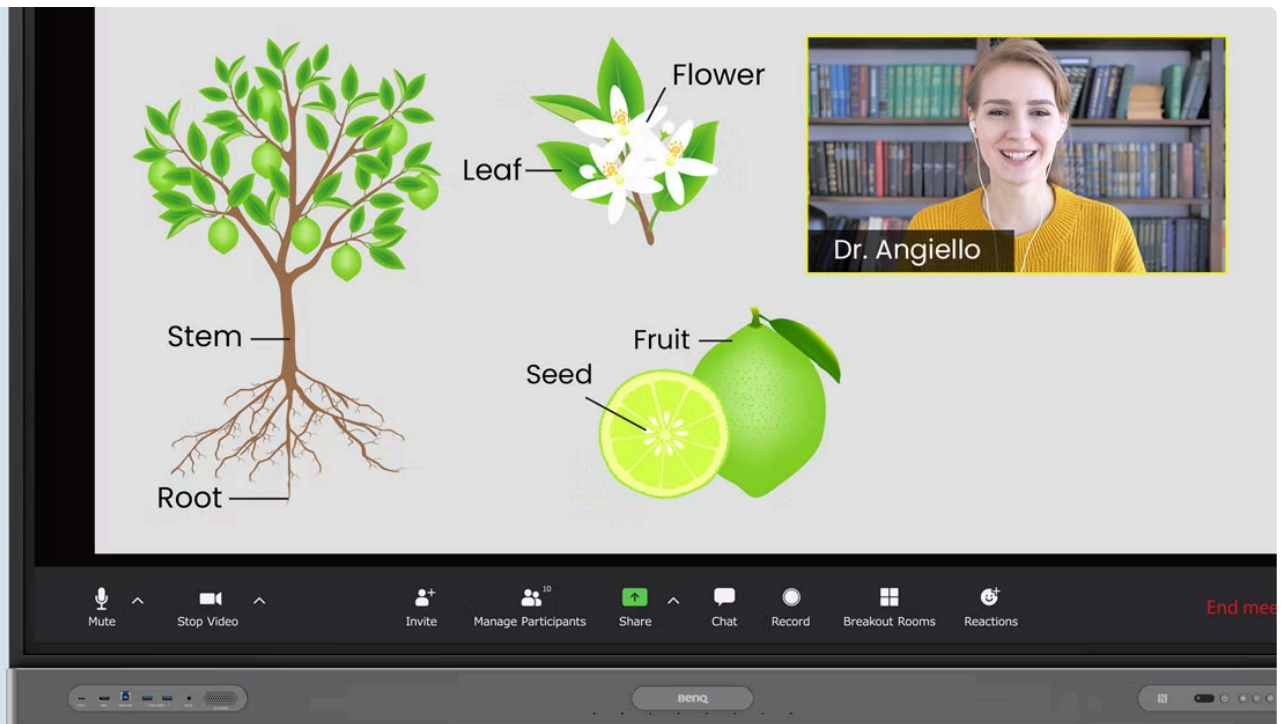 Flower
Leaf
Dr. Angiello
Stem
Fruit
Seed
Root
Mute
Stop Video
Invite
10
Manage Participants
Share
Chat
Record
Breakout Rooms
Reactions
End mee
BenQ